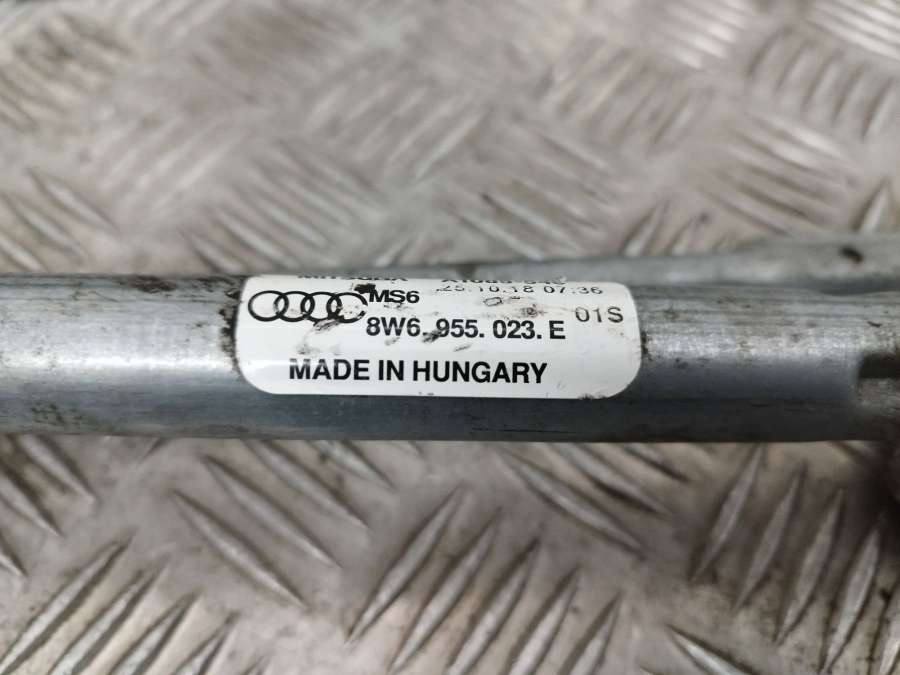 MS6 25.10.18 07:36
01S
8W6. 955. 023. E
MADE IN HUNGARY